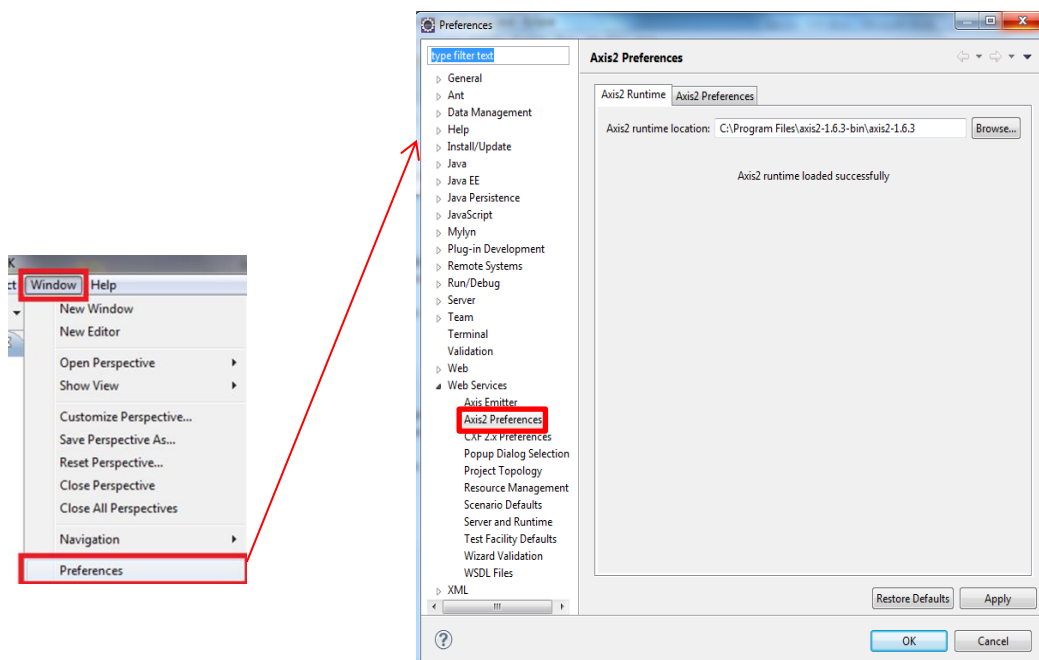 K
ct Window Help
New Window
New Editor
Open Perspective
Show View
Customize Perspective...
Save Perspective As...
Reset Perspective...
Close Perspective
Close All Perspectives
Navigation
Preferences
Preferences
type filter text
General
Ant
Data Management
Help
Install/Update
Java
Java EE
Java Persistence
JavaScript
Mylyn
Plug-in Development
Remote Systems
Run/Debug
Server
Team
Terminal
Validation
Web
Web Services
Axis Emitter
Axis2 Preferences
CXF 2.x Preferences
Popup Dialog Selection
Project Topology
Resource Management
Scenario Defaults
Server and Runtime
Test Facility Defaults
Wizard Validation
WSDL Files
XML
Axis2 Preferences
Axis2 Runtime Axis2 Preferences
Axis2 runtime location: C:\Program Files\axis2-1.6.3-bin\axis2-1.6.3 Browse...
Axis2 runtime loaded successfully
Restore Defaults Apply
OK Cancel